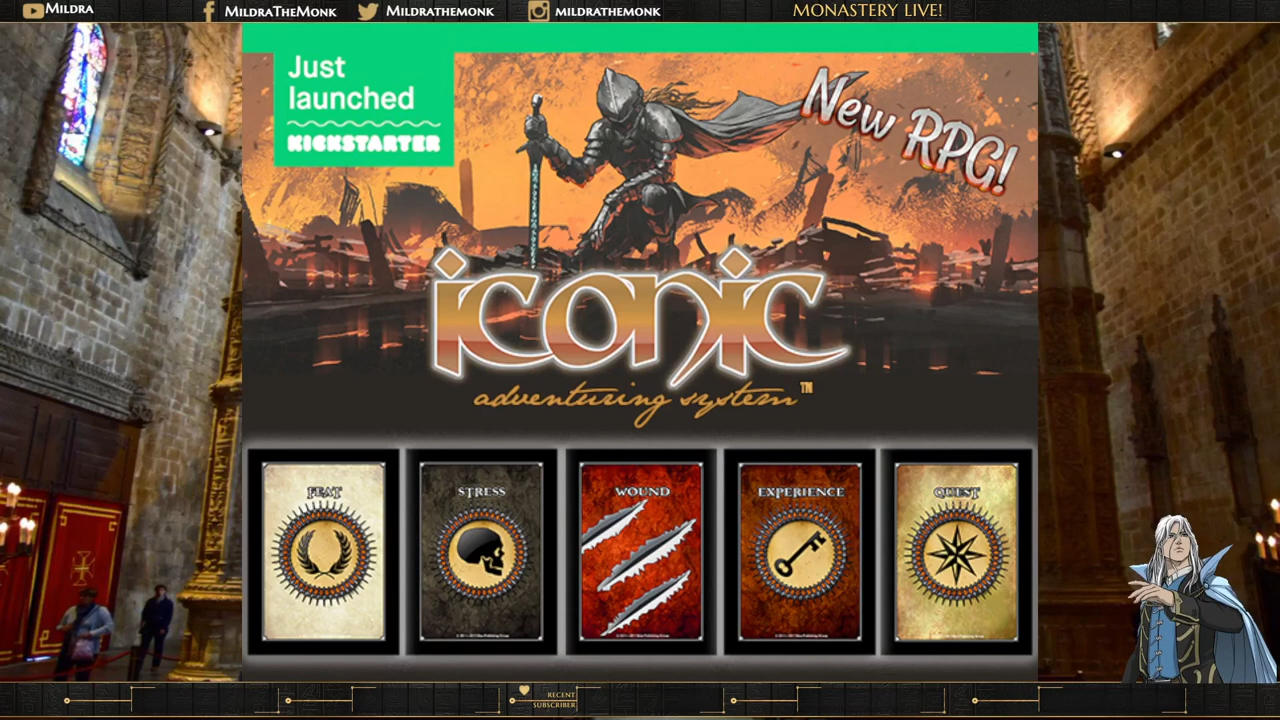 Mildra
MildraTheMonk
Mildrathemonk
mildrathemonk
MONASTERY LIVE!
Just
launched
KICKSTARTER
New RPG!
iconic
adventuring system™
FEAT
STRESS
WOUND
EXPERIENCE
QUEST
RECENT
SUBSCRIBER